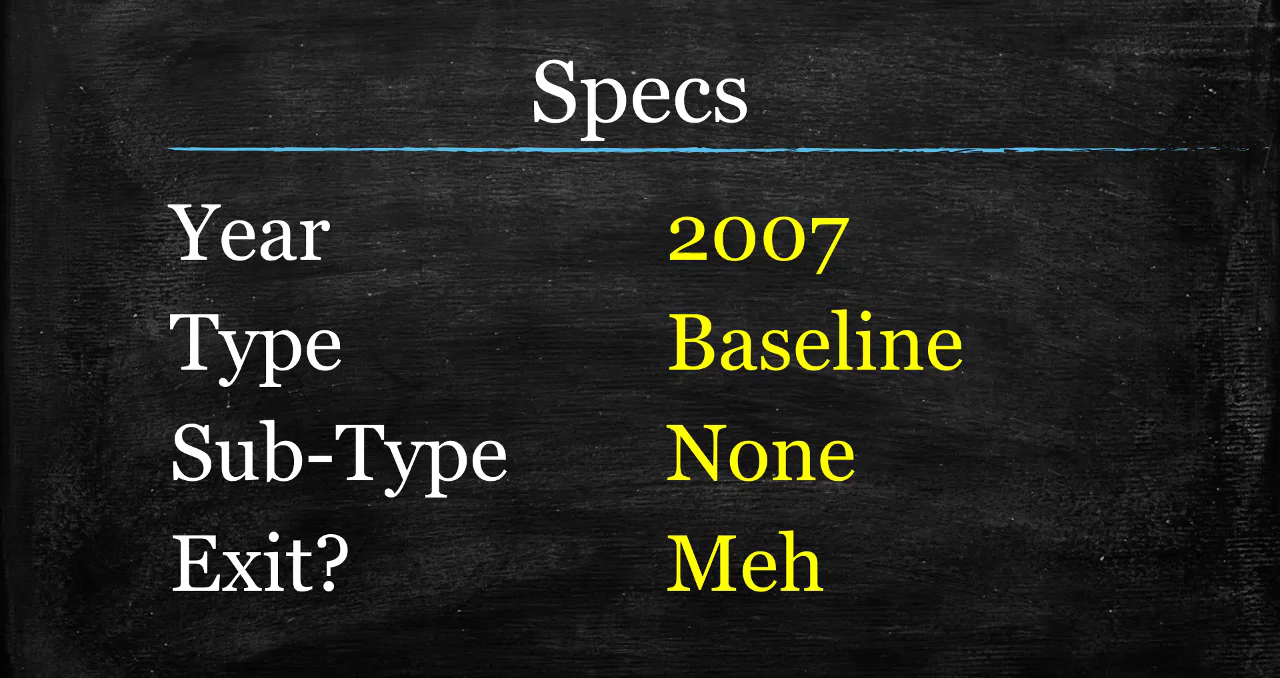 Specs
Year 2007
Type Baseline
Sub-Type None
Exit? Meh